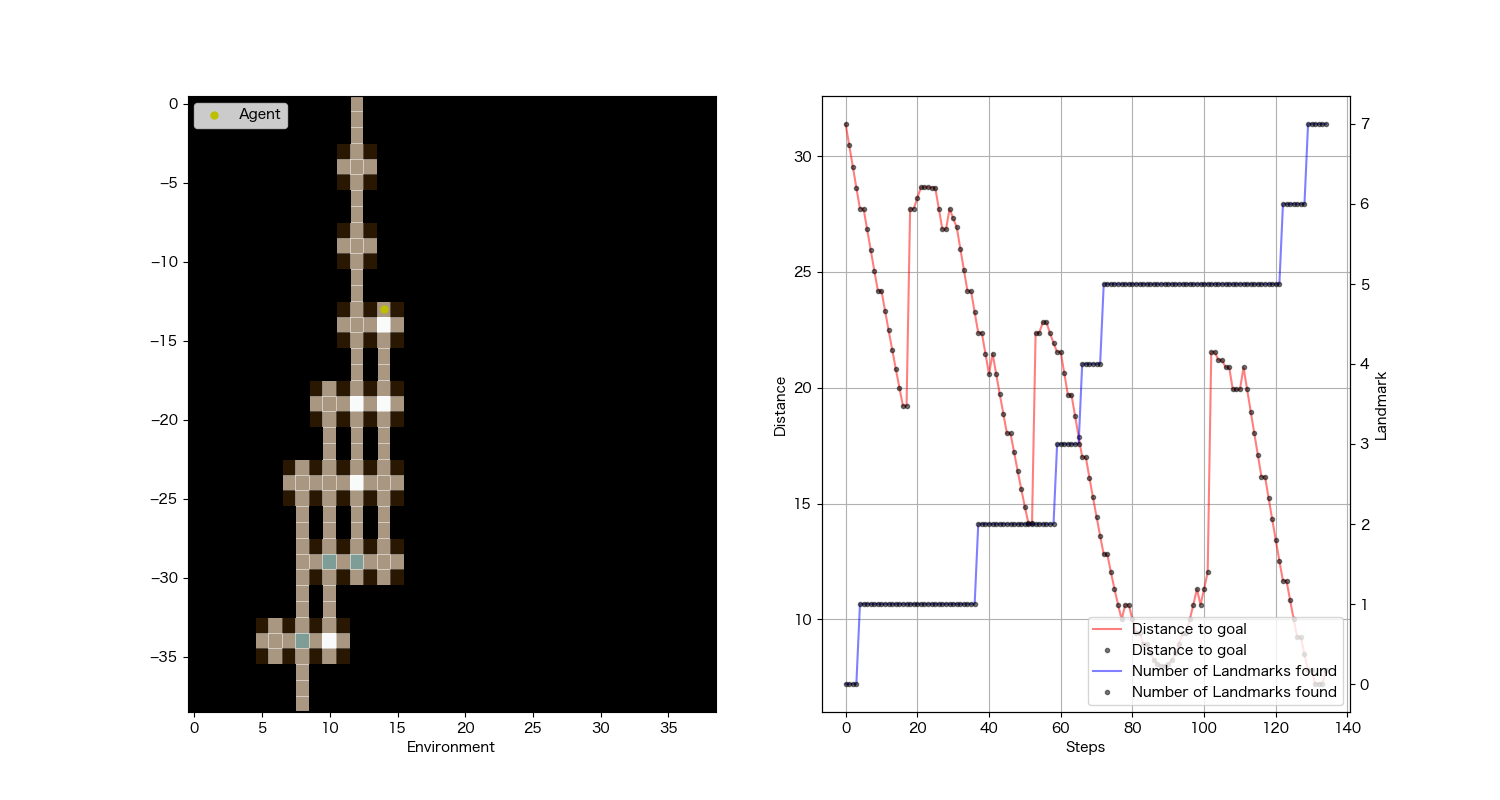 Agent
0
−5
−10
−15
−20
−25
−30
−35
0 5 10 15 20 25 30 35
Environment
Distance
30
25
20
15
10
0 20 40 60 80 100 120 140
Steps
7
6
5
4
3
2
1
0
Landmark
Distance to goal
Distance to goal
Number of Landmarks found
Number of Landmarks found